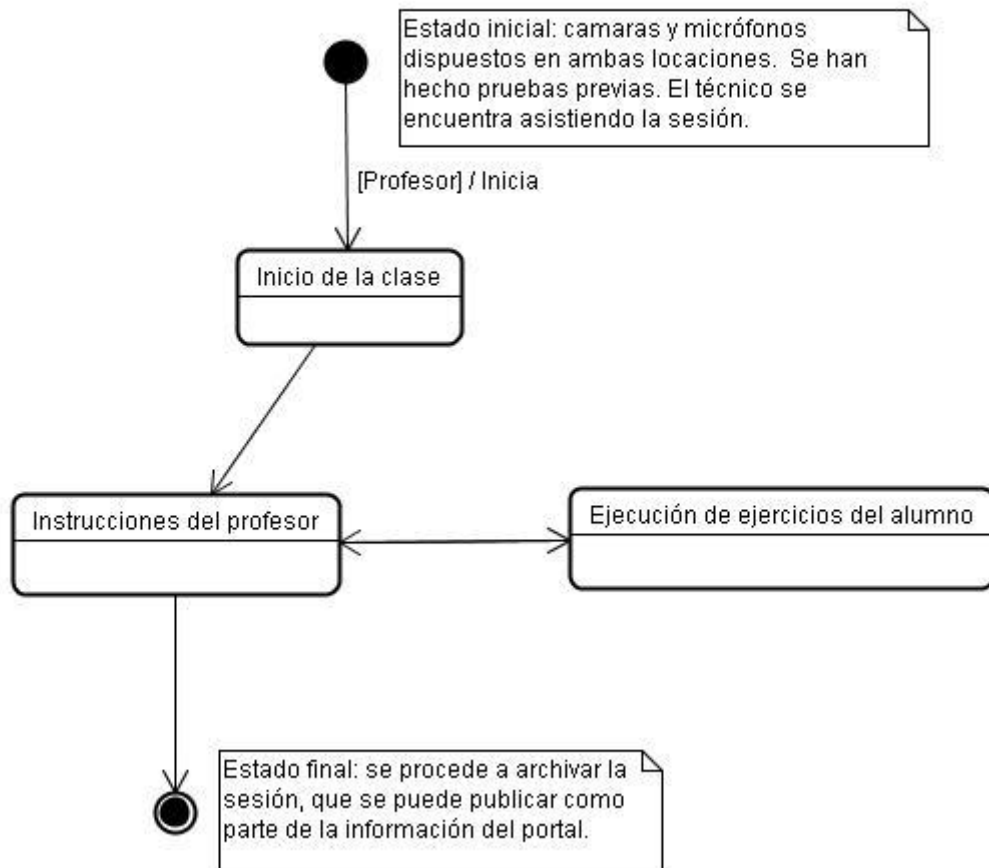 Estado inicial: camaras y micrófonos
dispuestos en ambas locaciones.  Se han
hecho pruebas previas. El técnico se
encuentra asistiendo la sesión.
[Profesor] / Inicia
Inicio de la clase
Instrucciones del profesor
Ejecución de ejercicios del alumno
Estado final: se procede a archivar la
sesión, que se puede publicar como
parte de la información del portal.